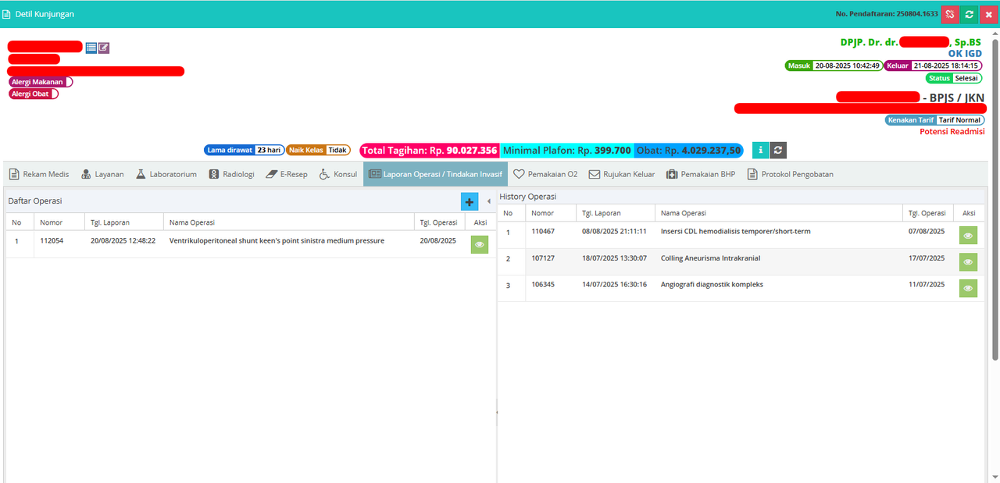 Detil Kunjungan No. Pendaftaran: 250804.1633
DPJP. Dr. dr. , Sp.BS
OK IGD
Masuk 20-08-2025 10:42:49 Keluar 21-08-2025 18:14:15
Status Selesai
Alergi Makanan
Alergi Obat
- BPJS / JKN
Kenakan Tarif Tarif Normal
Potensi Readmisi
Lama dirawat 23 hari Naik Kelas Tidak Total Tagihan: Rp. 90.027.356 Minimal Plafon: Rp. 399.700 Obat: Rp. 4.029.237,50
Rekam Medis Layanan Laboratorium Radiologi E-Resep Konsul Laporan Operasi / Tindakan Invasif Pemakaian O2 Rujukan Keluar Pemakaian BHP Protokol Pengobatan
Daftar Operasi
No Nomor Tgl. Laporan Nama Operasi Tgl. Operasi Aksi
1 112054 20/08/2025 12:48:22 Ventrikuloperitoneal shunt keen's point sinistra medium pressure 20/08/2025
History Operasi
No Nomor Tgl. Laporan Nama Operasi Tgl. Operasi Aksi
1 110467 08/08/2025 21:11:11 Insersi CDL hemodialisis temporer/short-term 07/08/2025
2 107127 18/07/2025 13:30:07 Colling Aneurisma Intrakranial 17/07/2025
3 106345 14/07/2025 16:30:16 Angiografi diagnostik kompleks 11/07/2025